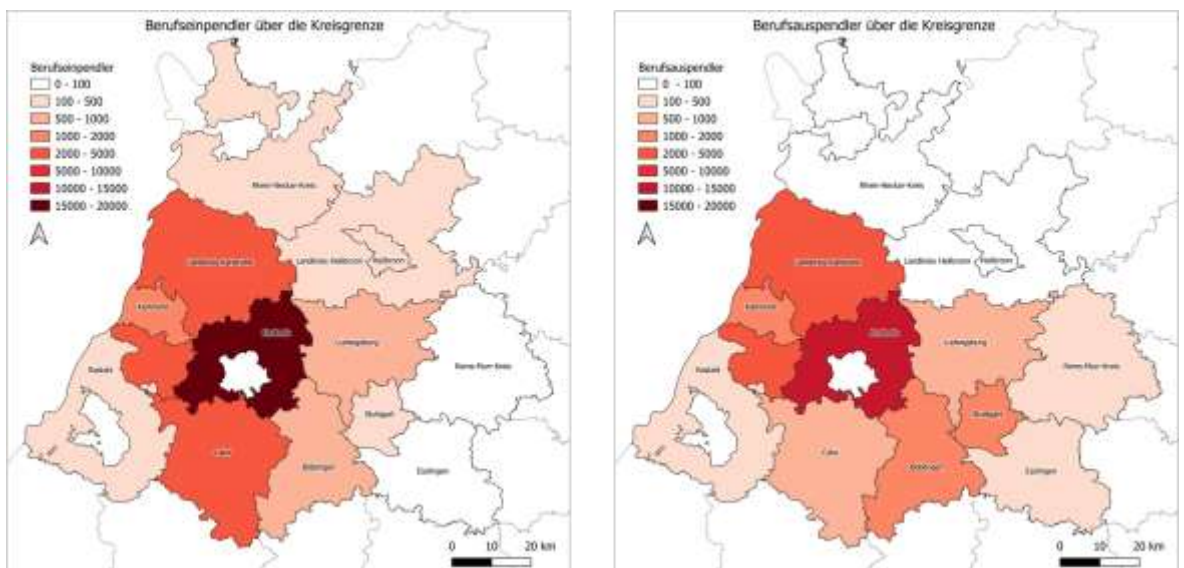 Berufseinpendler über die Kreisgrenze
Berufseinpendler
0 - 100
100 - 500
500 - 1000
1000 - 2000
2000 - 5000
5000 - 10000
10000 - 15000
15000 - 20000
Rhein-Neckar-Kreis
Landkreis Karlsruhe
Landkreis Heilbronn
Heilbronn
Karlsruhe
Enzkreis
Ludwigsburg
Rastatt
Rems-Murr-Kreis
Stuttgart
Calw
Böblingen
Esslingen
0 10 20 km
Berufsauspendler über die Kreisgrenze
Berufsauspendler
0 - 100
100 - 500
500 - 1000
1000 - 2000
2000 - 5000
5000 - 10000
10000 - 15000
15000 - 20000
Rhein-Neckar-Kreis
Landkreis Karlsruhe
Landkreis Heilbronn
Heilbronn
Karlsruhe
Enzkreis
Ludwigsburg
Rastatt
Rems-Murr-Kreis
Stuttgart
Calw
Böblingen
Esslingen
0 10 20 km